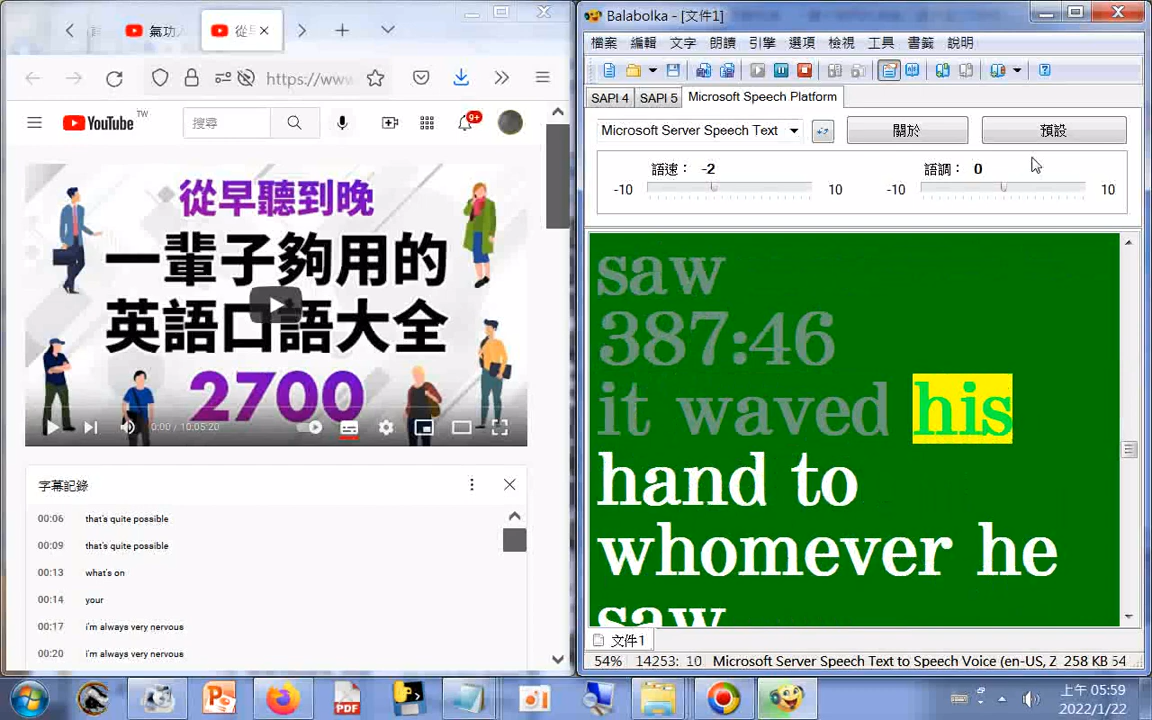 氣功
從
https://www
YouTube TW
搜尋
9+
從早聽到晚
一輩子夠用的
英語口語大全
2700
0:00 / 10:05:20
字幕記錄
00:06 that's quite possible
00:09 that's quite possible
00:13 what's on
00:14 your
00:17 i'm always very nervous
00:20 i'm always very nervous
Balabolka - [文件1]
檔案 編輯 文字 朗讀 引擎 選項 檢視 工具 書籤 說明
SAPI 4 SAPI 5 Microsoft Speech Platform
Microsoft Server Speech Text 關於 預設
語速： -2 語調： 0
-10 10 -10 10
saw
387:46
it waved his
hand to
whomever he
saw
文件1
54% 14253: 10 Microsoft Server Speech Text to Speech Voice (en-US, Z 258 KB 54
上午 05:59
2022/1/22